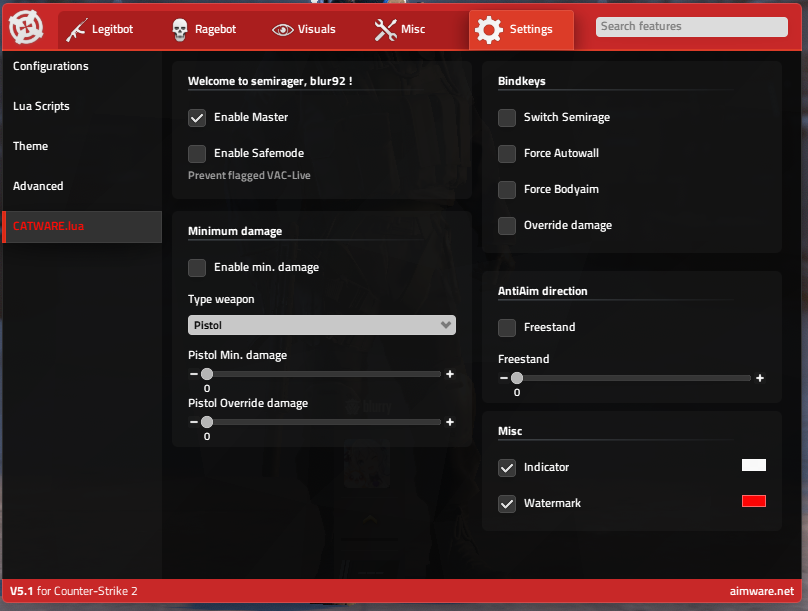 Legitbot
Ragebot
Visuals
Misc
Settings
Search features
Configurations
Lua Scripts
Theme
Advanced
CATWARE.lua
Welcome to semirager, blur92 !
Enable Master
Enable Safemode
Prevent flagged VAC-Live
Minimum damage
Enable min. damage
Type weapon
Pistol
Pistol Min. damage
0
Pistol Override damage
0
Bindkeys
Switch Semirage
Force Autowall
Force Bodyaim
Override damage
AntiAim direction
Freestand
Freestand
0
Misc
Indicator
Watermark
V5.1 for Counter-Strike 2
aimware.net